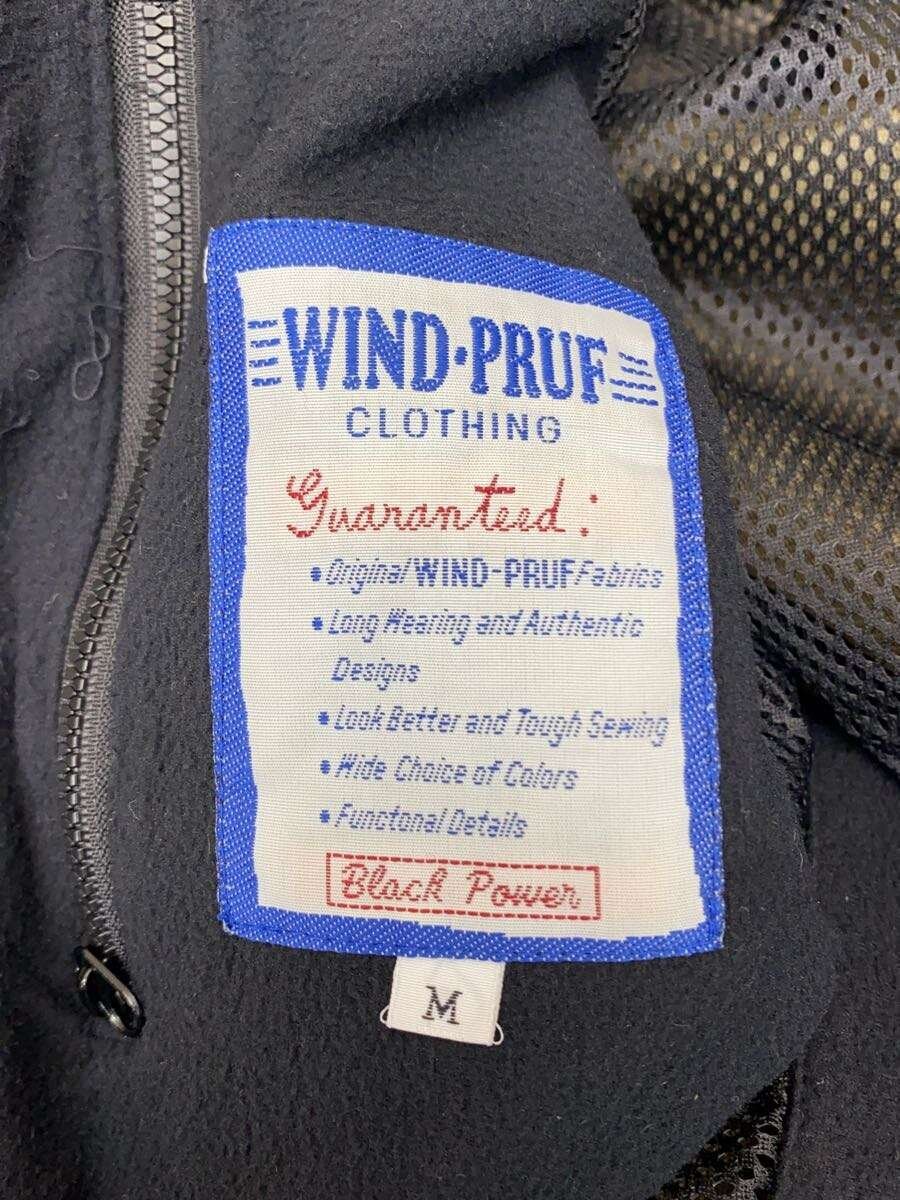 WIND·PRUF
CLOTHING
Guaranteed:
•Original WIND-PRUF Fabrics
•Long Wearing and Authentic
Designs
•Look Better and Tough Sewing
•Wide Choice of Colors
•Functonal Details
Black Power
M